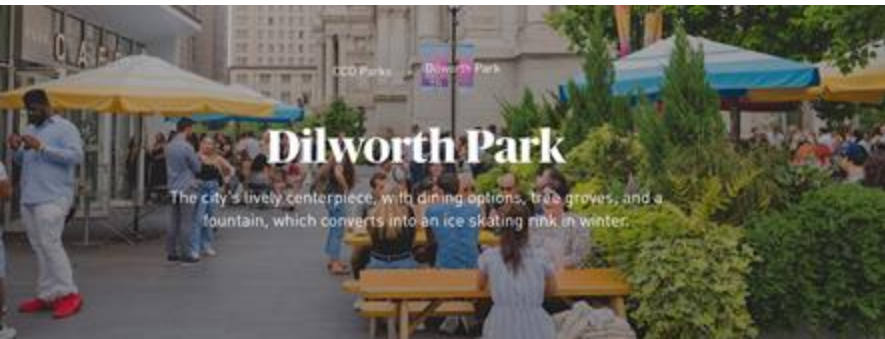 CCD Parks Dilworth Park
Dilworth Park
The city's lively centerpiece, with dining options, tree groves, and a
fountain, which converts into an ice skating rink in winter.